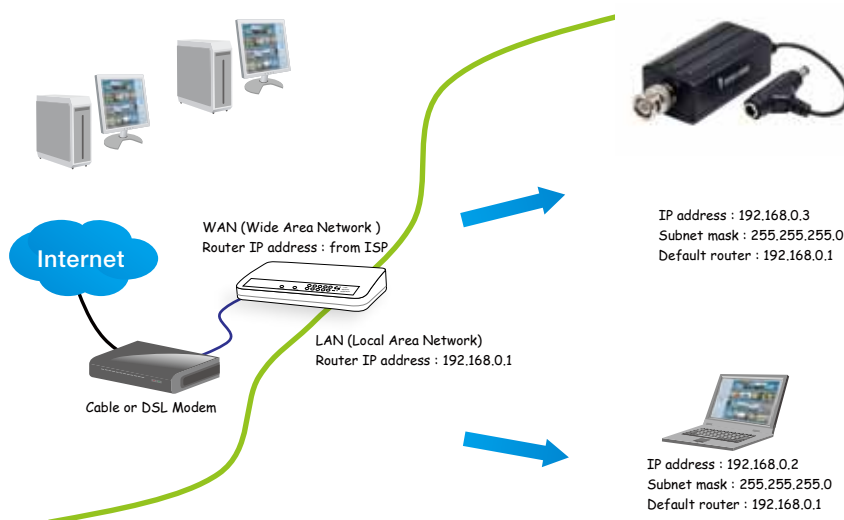 WAN (Wide Area Network )
Router IP address : from ISP
Internet
LAN (Local Area Network)
Router IP address : 192.168.0.1
Cable or DSL Modem
IP address : 192.168.0.3
Subnet mask : 255.255.255.0
Default router : 192.168.0.1
IP address : 192.168.0.2
Subnet mask : 255.255.255.0
Default router : 192.168.0.1